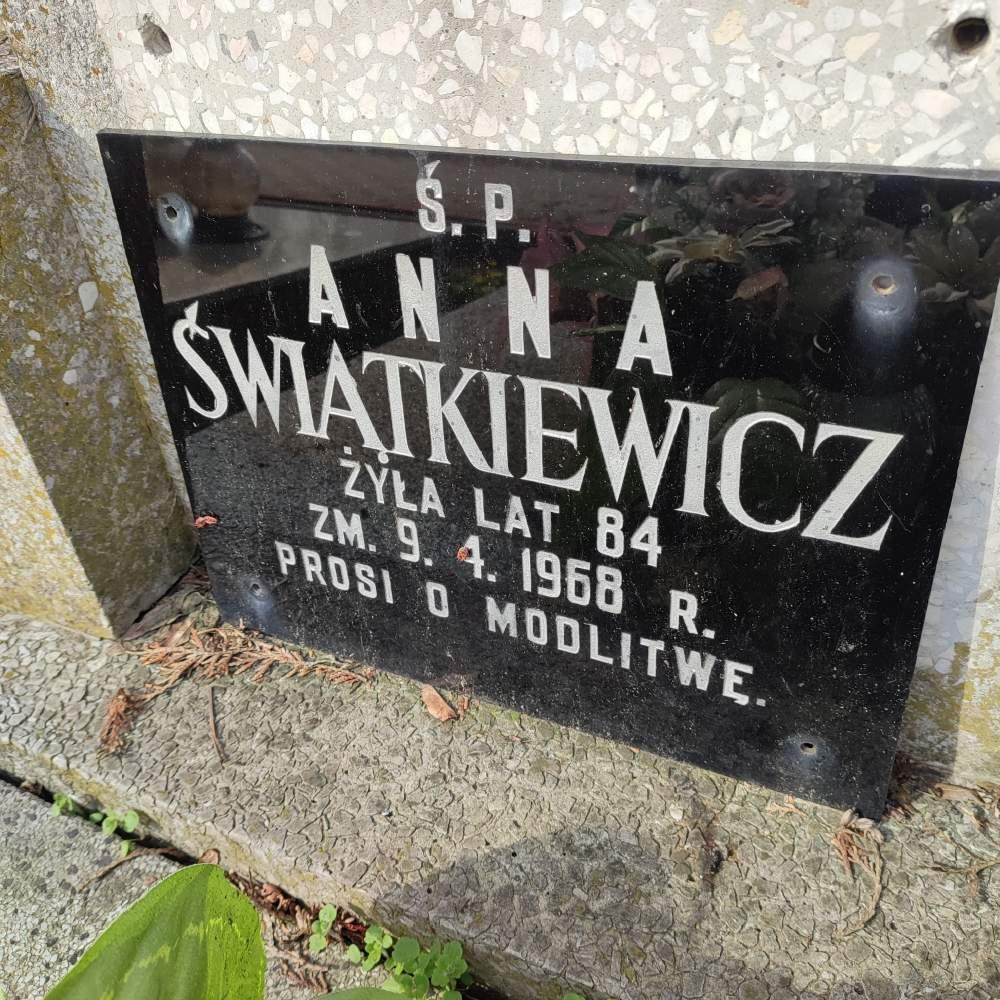 Ś. P.
ANNA
ŚWIĄTKIEWICZ
ŻYŁA LAT 84
ZM. 9. 4. 1968 R.
PROSI O MODLITWĘ.